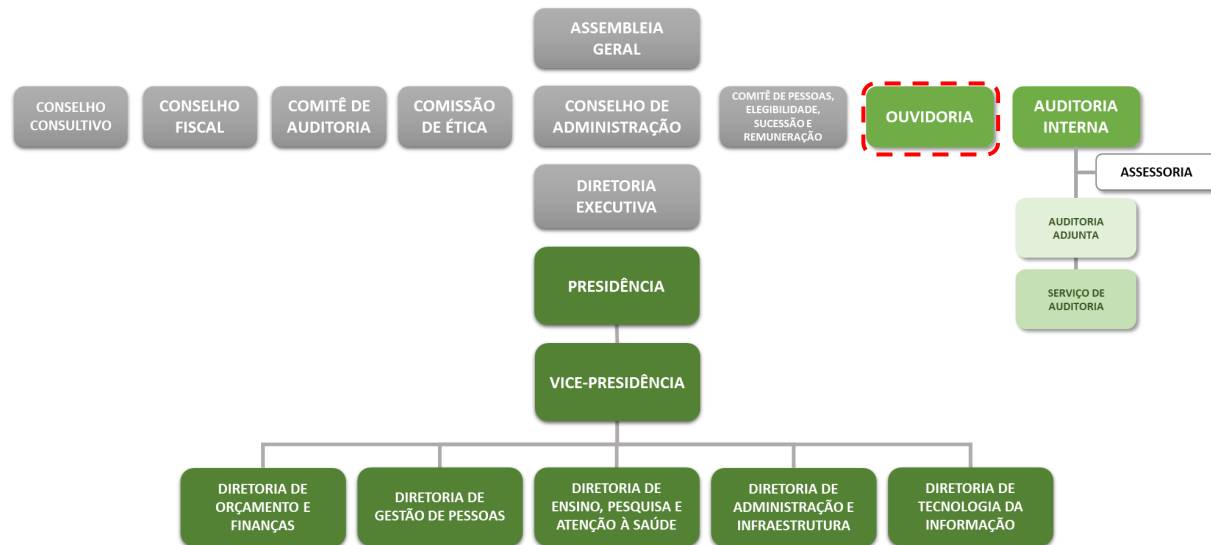 ASSEMBLEIA
GERAL
CONSELHO
CONSULTIVO
CONSELHO
FISCAL
COMITÊ DE
AUDITORIA
COMISSÃO
DE ÉTICA
CONSELHO DE
ADMINISTRAÇÃO
COMITÊ DE PESSOAS,
ELEGIBILIDADE,
SUCESSÃO E
REMUNERAÇÃO
OUVIDORIA
AUDITORIA
INTERNA
ASSESSORIA
DIRETORIA
EXECUTIVA
AUDITORIA
ADJUNTA
PRESIDÊNCIA
SERVIÇO DE
AUDITORIA
VICE-PRESIDÊNCIA
DIRETORIA DE
ORÇAMENTO E
FINANÇAS
DIRETORIA DE
GESTÃO DE PESSOAS
DIRETORIA DE
ENSINO, PESQUISA E
ATENÇÃO À SAÚDE
DIRETORIA DE
ADMINISTRAÇÃO E
INFRAESTRUTURA
DIRETORIA DE
TECNOLOGIA DA
INFORMAÇÃO